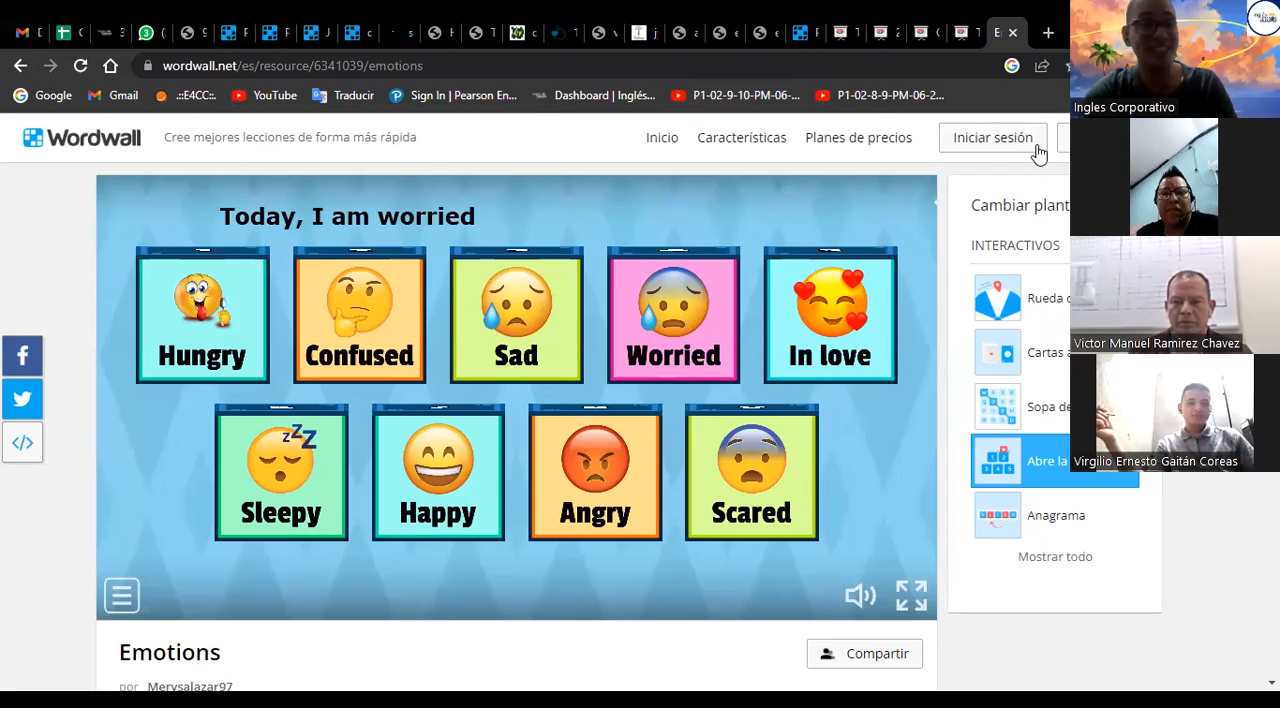 wordwall.net/es/resource/6341039/emotions
Google
Gmail
.::E4CC::.
YouTube
Traducir
Sign In | Pearson En...
Dashboard | Inglés...
P1-02-9-10-PM-06-...
P1-02-8-9-PM-06-2...
Wordwall
Cree mejores lecciones de forma más rápida
Inicio
Características
Planes de precios
Iniciar sesión
Today, I am worried
Hungry
Confused
Sad
Worried
In love
Sleepy
Happy
Angry
Scared
Emotions
Compartir
por Merysalazar97
Cambiar plant
INTERACTIVOS
Rueda
Cartas a
Sopa de
Abre la
Anagrama
Mostrar todo
Ingles Corporativo
Victor Manuel Ramirez Chavez
Virgilio Ernesto Gaitán Coreas